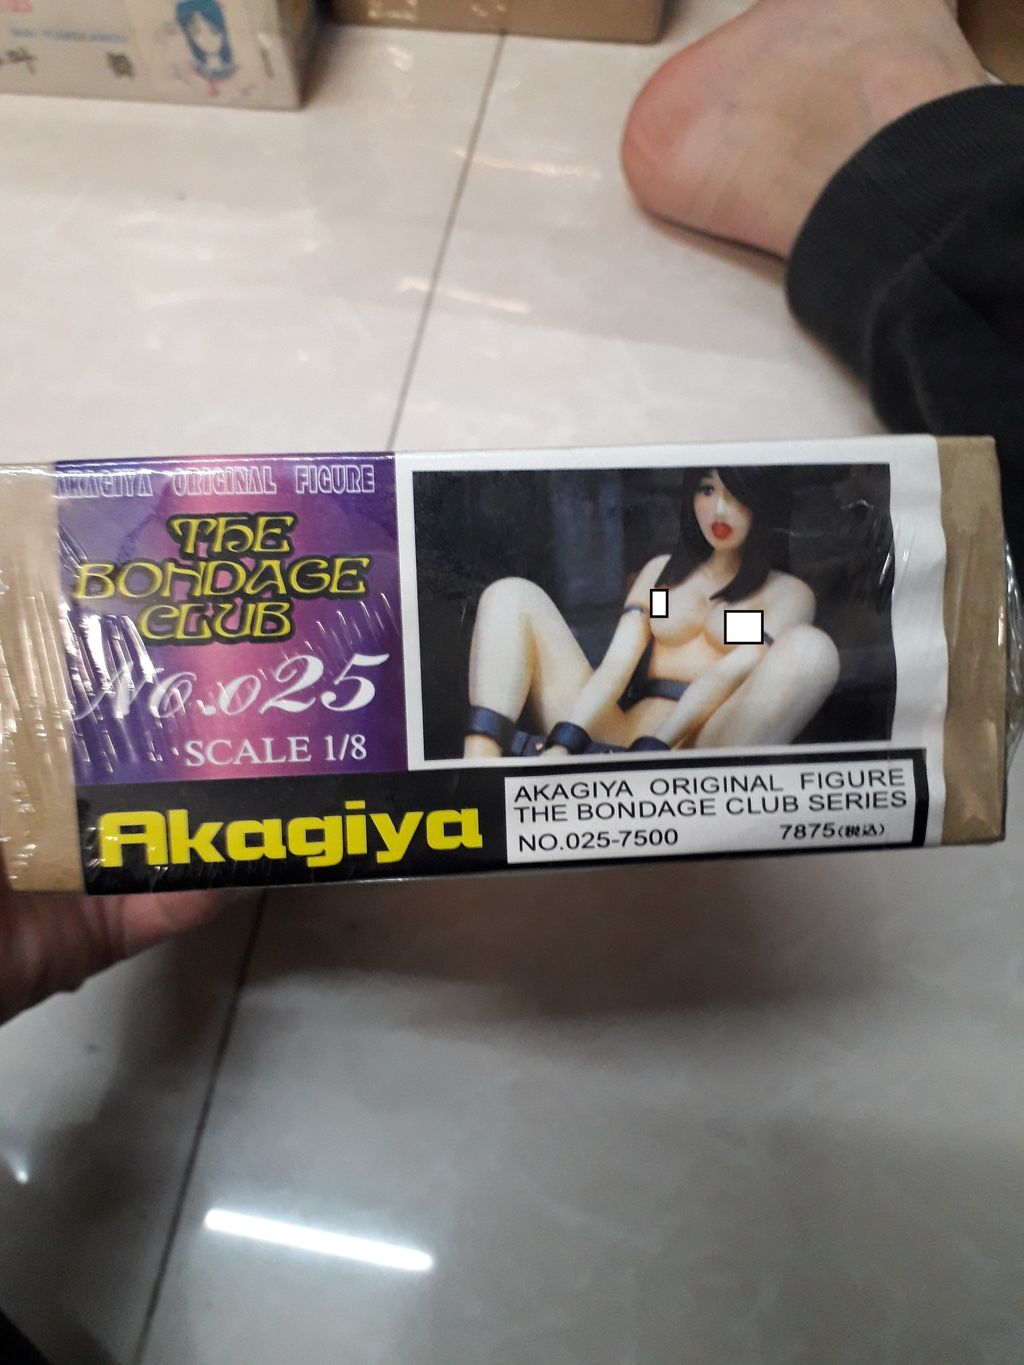 AKAGIYA ORIGINAL FIGURE
THE
BONDAGE
CLUB
No.025
SCALE 1/8
Akagiya
AKAGIYA ORIGINAL FIGURE
THE BONDAGE CLUB SERIES
NO.025-7500 7875(税込)